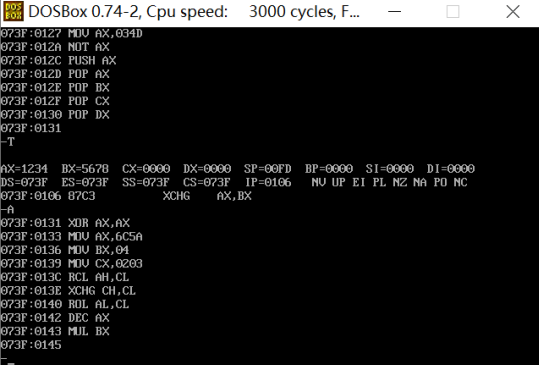 DOSBox 0.74-2, Cpu speed: 3000 cycles, F...
073F:0127 MOV AX,034D
073F:012A NOT AX
073F:012C PUSH AX
073F:012D POP AX
073F:012E POP BX
073F:012F POP CX
073F:0130 POP DX
073F:0131
-T
AX=1234 BX=5678 CX=0000 DX=0000 SP=00FD BP=0000 SI=0000 DI=0000
DS=073F ES=073F SS=073F CS=073F IP=0106 NV UP EI PL NZ NA PO NC
073F:0106 87C3 XCHG AX,BX
-A
073F:0131 XOR AX,AX
073F:0133 MOV AX,6C5A
073F:0136 MOV BX,04
073F:0139 MOV CX,0203
073F:013C RCL AH,CL
073F:013E XCHG CH,CL
073F:0140 ROL AL,CL
073F:0142 DEC AX
073F:0143 MUL BX
073F:0145
-